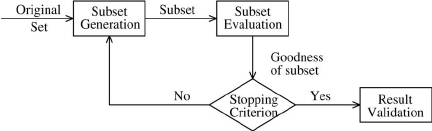 Original
Set
Subset
Generation
Subset
Subset
Evaluation
Goodness
of subset
No
Stopping
Criterion
Yes
Result
Validation